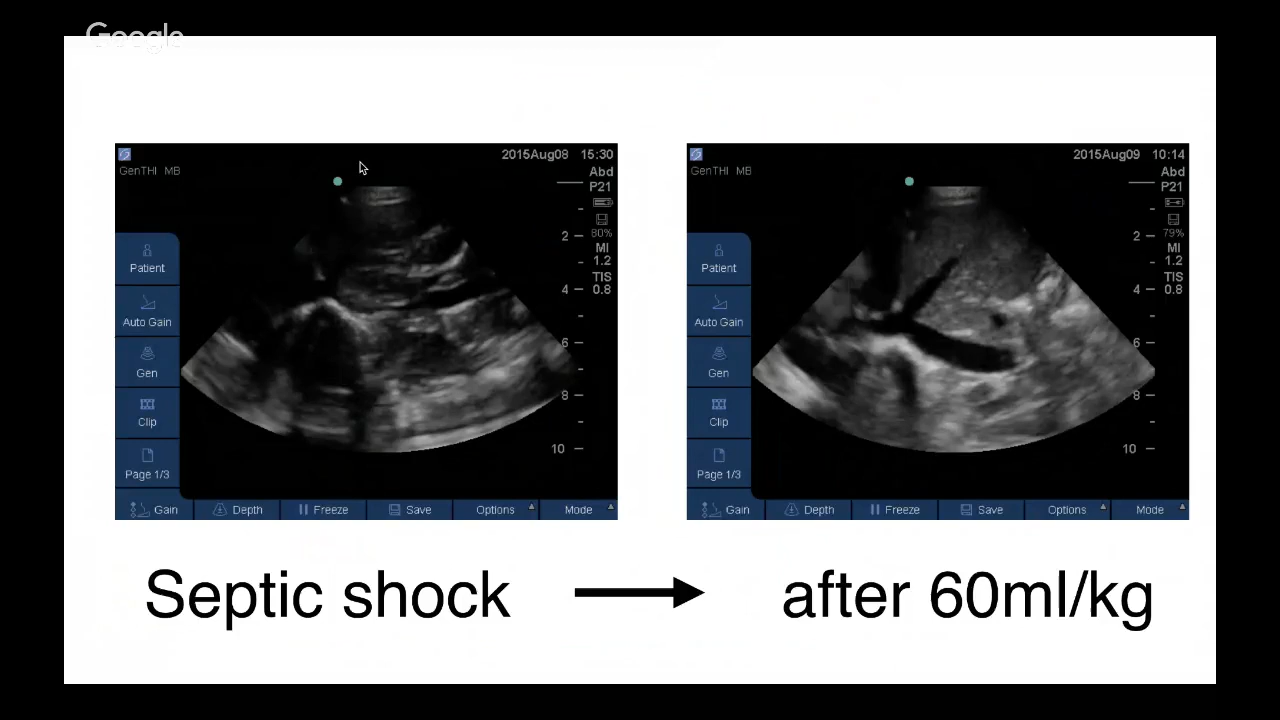 Google
2015Aug08 15:30
GenTHI MB
Abd
P21
80%
MI
1.2
TIS
0.8
2
4
6
8
10
Patient
Auto Gain
Gen
Clip
Page 1/3
Gain
Depth
Freeze
Save
Options
Mode
2015Aug09 10:14
GenTHI MB
Abd
P21
79%
MI
1.2
TIS
0.8
2
4
6
8
10
Patient
Auto Gain
Gen
Clip
Page 1/3
Gain
Depth
Freeze
Save
Options
Mode
Septic shock
after 60ml/kg